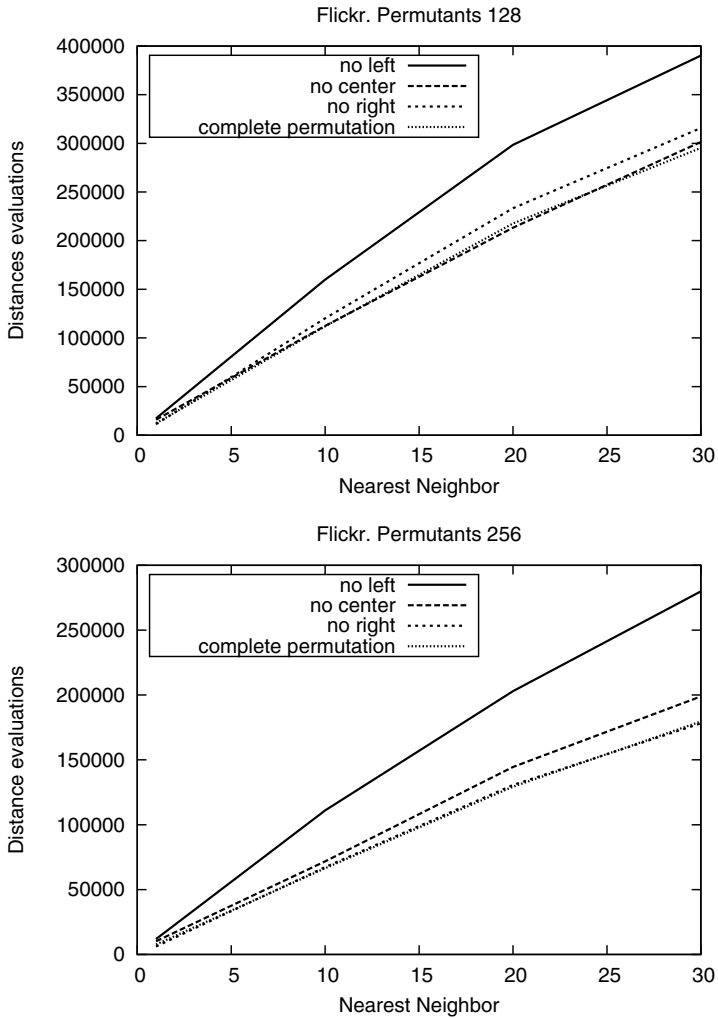 Flickr. Permutants 128
400000
350000
300000
250000
200000
150000
100000
50000
0
Distances evaluations
no left
no center
no right
complete permutation
0 5 10 15 20 25 30
Nearest Neighbor
Flickr. Permutants 256
300000
250000
200000
150000
100000
50000
0
Distance evaluations
no left
no center
no right
complete permutation
0 5 10 15 20 25 30
Nearest Neighbor